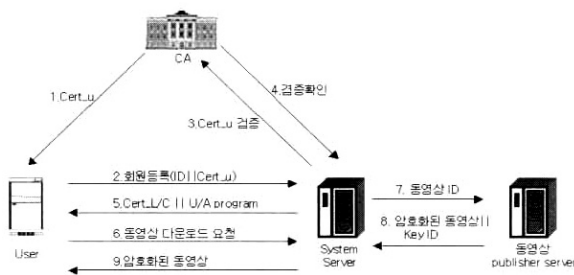 CA
1.Cert_u
4.검증확인
3.Cert_u 검증
2.회원등록(ID||Cert_u)
5.Cert_L/C || U/A program
6.동영상 다운로드 요청
9.암호화된 동영상
7. 동영상 ID
8. 암호화된 동영상||
Key ID
User
System
Server
동영상
publisher server